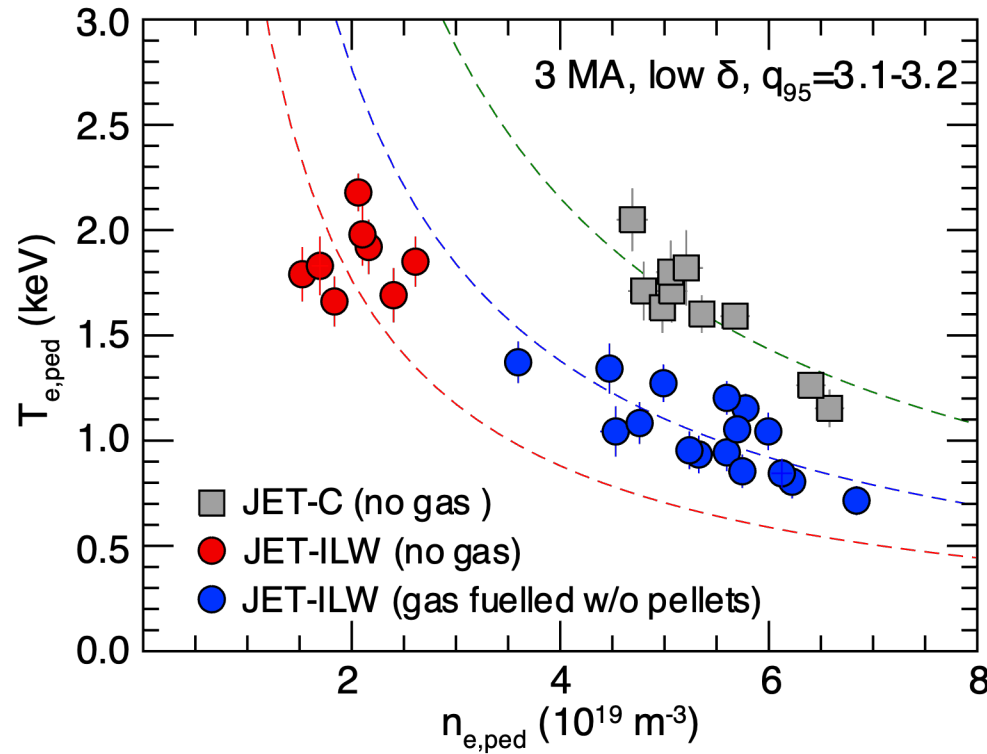 3.0
2.5
2.0
1.5
1.0
0.5
0.0
T e,ped (keV)
3 MA, low δ, q95=3.1-3.2
JET-C (no gas )
JET-ILW (no gas)
JET-ILW (gas fuelled w/o pellets)
2 4 6 8
n e,ped (10^19 m^-3)